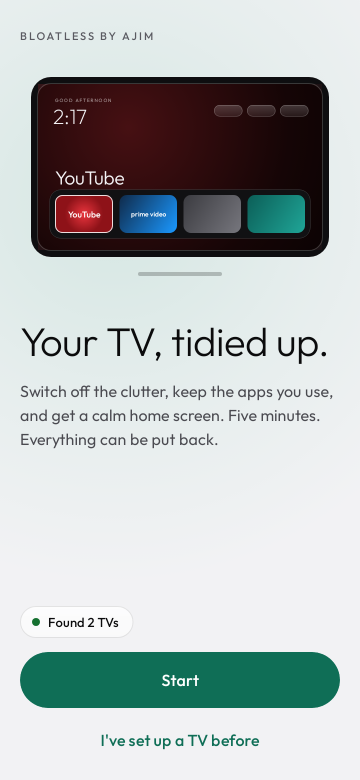 BLOATLESS BY AJIM
GOOD AFTERNOON
2:17
YouTube
YouTube
prime video
Your TV, tidied up.
Switch off the clutter, keep the apps you use,
and get a calm home screen. Five minutes.
Everything can be put back.
Found 2 TVs
Start
I've set up a TV before